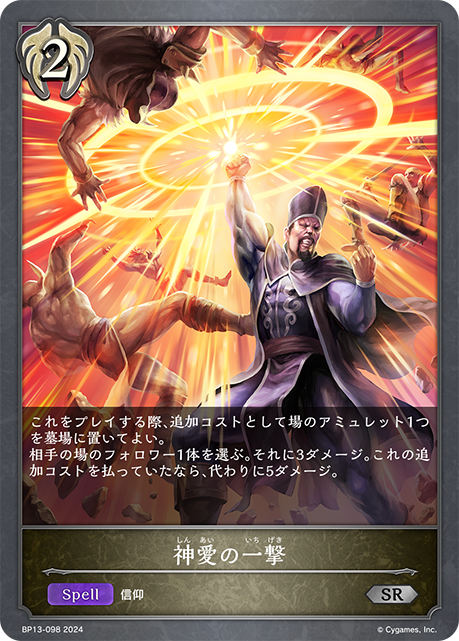 2
これをプレイする際、追加コストとして場のアミュレット1つ
を墓場に置いてよい。
相手の場のフォロワー1体を選ぶ。それに3ダメージ。これの追
加コストを払っていたなら、代わりに5ダメージ。
しん あい いち げき
神愛の一撃
Spell 信仰 SR
BP13-098 2024 © Cygames, Inc.